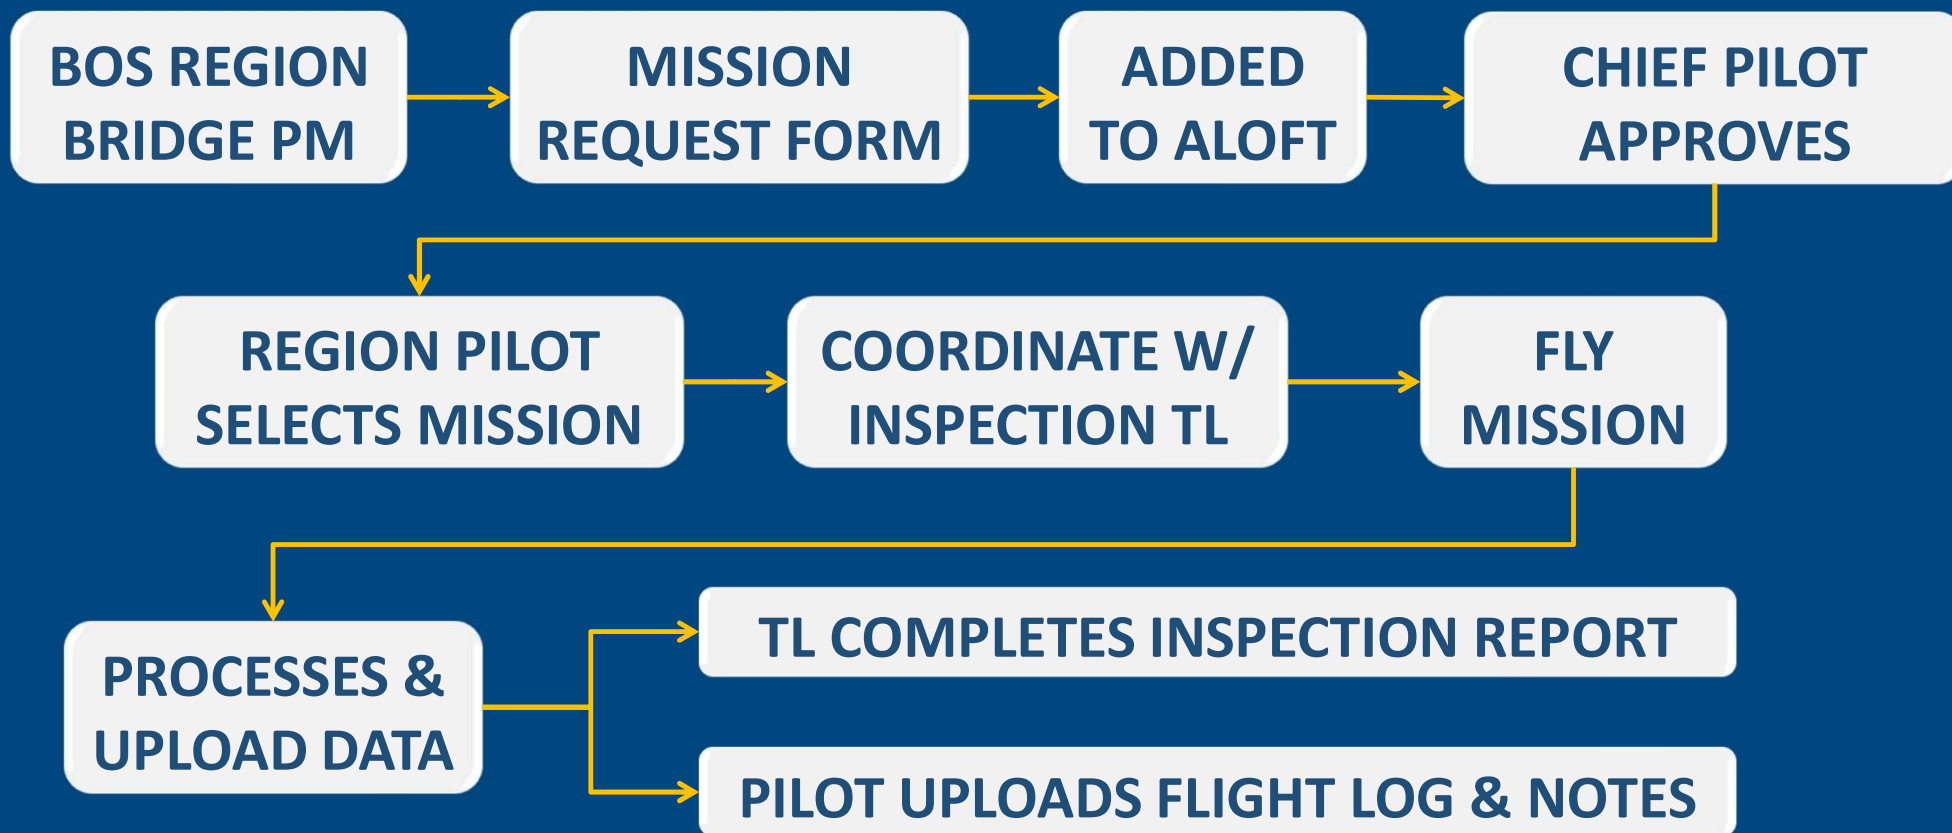 BOS REGION
BRIDGE PM
MISSION
REQUEST FORM
ADDED
TO ALOFT
CHIEF PILOT
APPROVES
REGION PILOT
SELECTS MISSION
COORDINATE W/
INSPECTION TL
FLY
MISSION
PROCESSES &
UPLOAD DATA
TL COMPLETES INSPECTION REPORT
PILOT UPLOADS FLIGHT LOG & NOTES